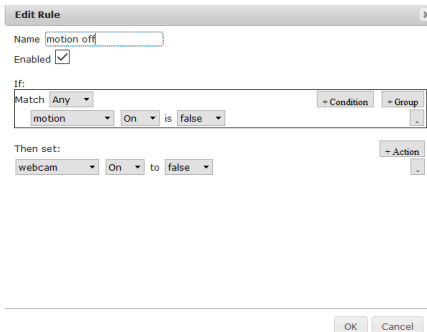 Edit Rule x
Name motion off
Enabled
If:
Match Any + Condition + Group
motion On is false -
Then set: + Action
webcam On to false -
OK Cancel